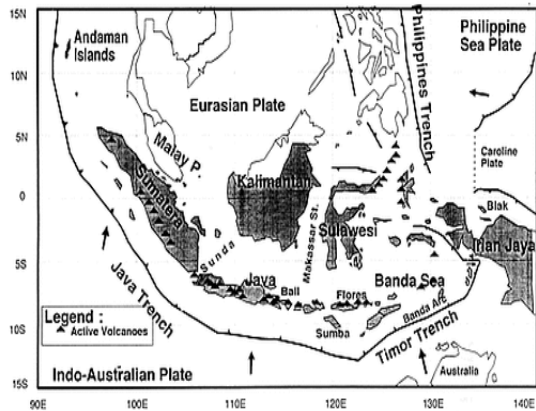 15N
Andaman
Islands
Philippine
Sea Plate
10N
Eurasian Plate
Philippines Trench
5N
Malay P.
Caroline
Plate
Sumatera
Kalimantan
0
Makassar St.
Sulawesi
Biak
Irian Jaya
5S
Sunda
Java
Bali
Flores
Banda Sea
Java Trench
Sumba
Banda Arc
Timor Trench
10S
Legend :
Active Volcanoes
Australia
15S
Indo-Australian Plate
90E 100E 110E 120E 130E 140E